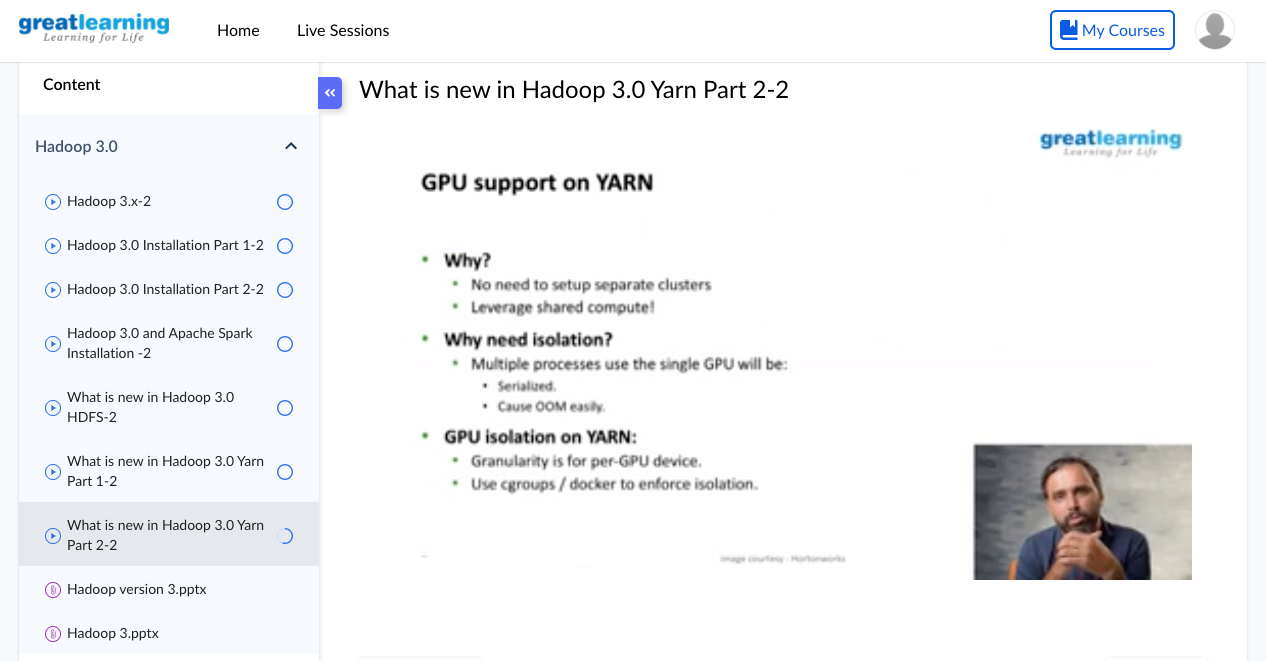 greatlearning
Learning for Life
Home
Live Sessions
My Courses
Content
Hadoop 3.0
Hadoop 3.x-2
Hadoop 3.0 Installation Part 1-2
Hadoop 3.0 Installation Part 2-2
Hadoop 3.0 and Apache Spark
Installation -2
What is new in Hadoop 3.0
HDFS-2
What is new in Hadoop 3.0 Yarn
Part 1-2
What is new in Hadoop 3.0 Yarn
Part 2-2
Hadoop version 3.pptx
Hadoop 3.pptx
What is new in Hadoop 3.0 Yarn Part 2-2
greatlearning
Learning for Life
GPU support on YARN
• Why?
• No need to setup separate clusters
• Leverage shared compute!
• Why need isolation?
• Multiple processes use the single GPU will be:
• Serialized.
• Cause OOM easily.
• GPU isolation on YARN:
• Granularity is for per-GPU device.
• Use cgroups / docker to enforce isolation.
image courtesy - Hortonworks